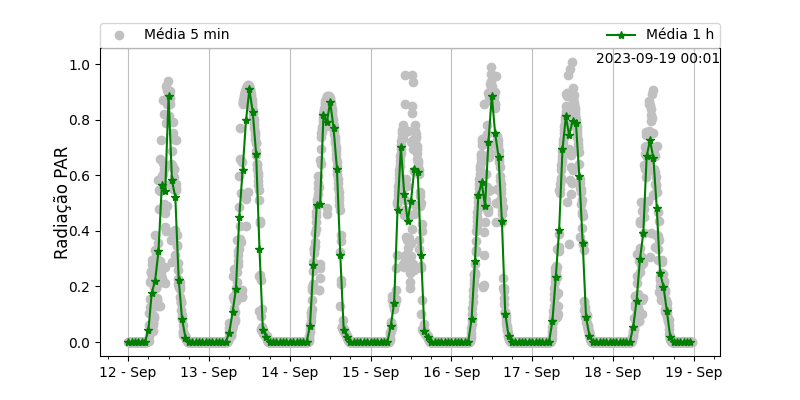 Média 5 min
Média 1 h
2023-09-19 00:01
Radiação PAR
1.0
0.8
0.6
0.4
0.2
0.0
12 - Sep
13 - Sep
14 - Sep
15 - Sep
16 - Sep
17 - Sep
18 - Sep
19 - Sep